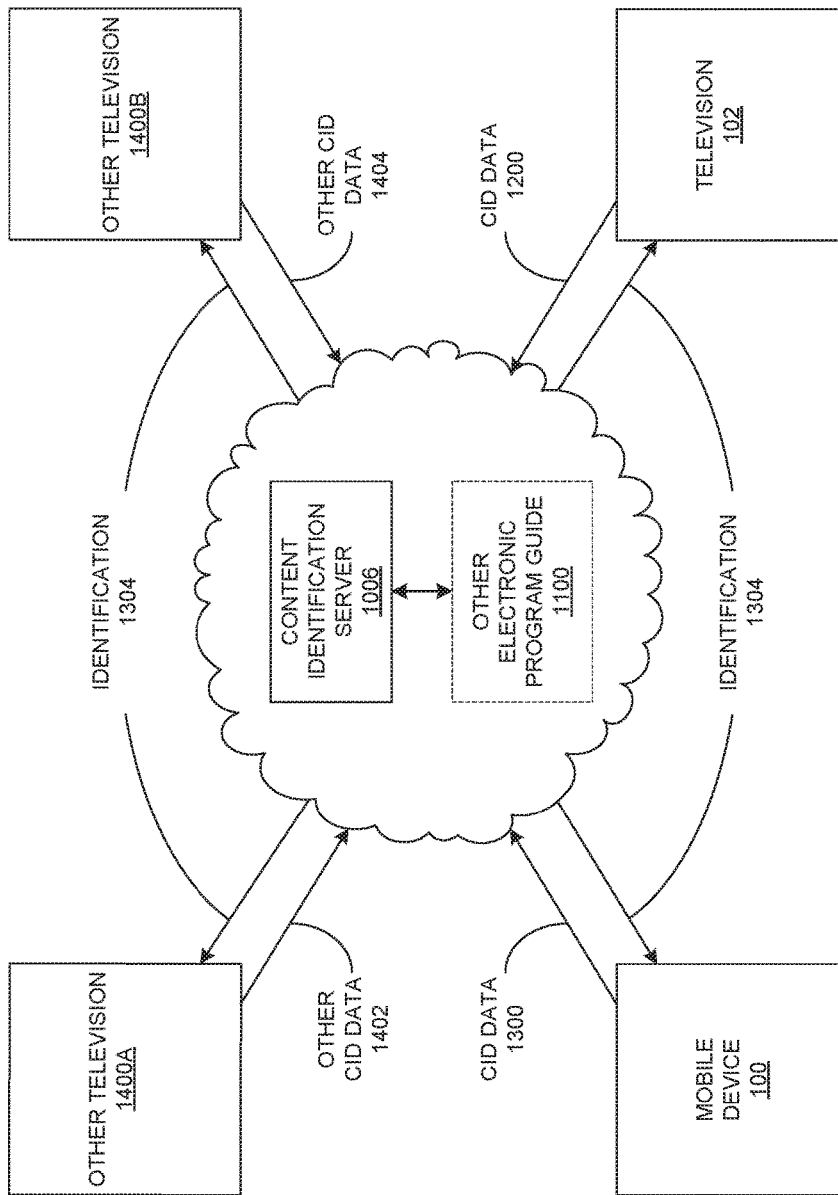 OTHER TELEVISION
1400A
OTHER TELEVISION
1400B
IDENTIFICATION
1304
OTHER
CID DATA
1402
OTHER CID
DATA
1404
CONTENT
IDENTIFICATION
SERVER
1006
OTHER
ELECTRONIC
PROGRAM GUIDE
1100
CID DATA
1300
CID DATA
1200
IDENTIFICATION
1304
MOBILE
DEVICE
100
TELEVISION
102